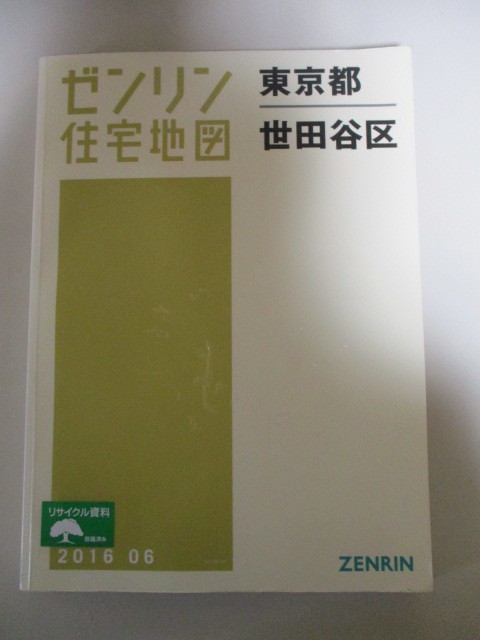 ゼンリン
住宅地図
東京都
世田谷区
リサイクル資料
2016 06
ZENRIN